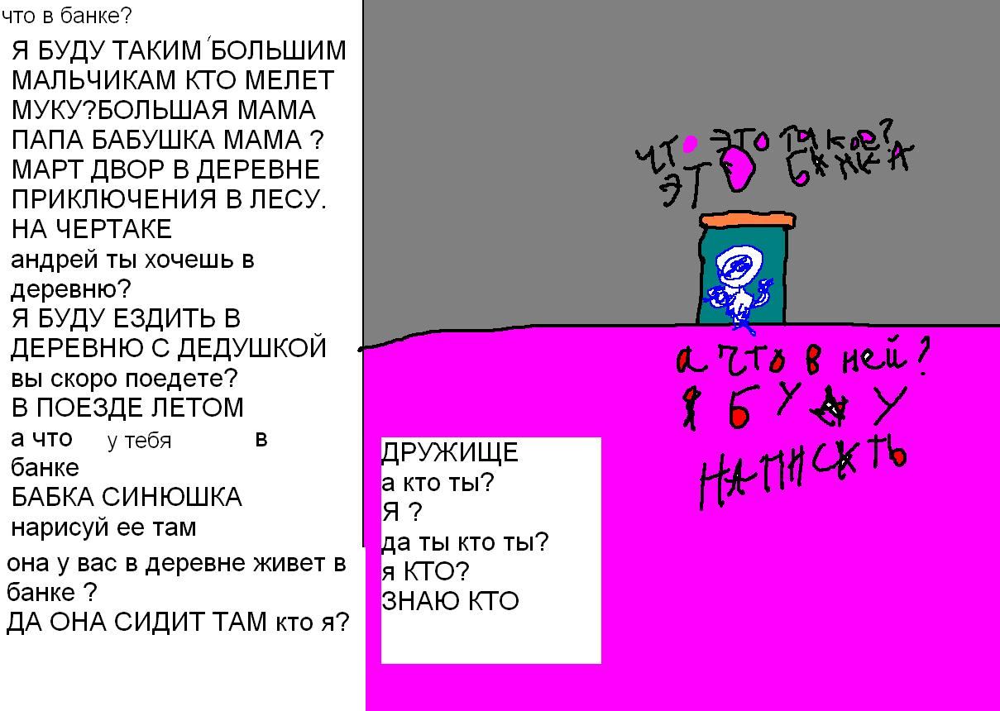 что в банке?
Я БУДУ ТАКИМ БОЛЬШИМ
МАЛЬЧИКАМ КТО МЕЛЕТ
МУКУ?БОЛЬШАЯ МАМА
ПАПА БАБУШКА МАМА ?
МАРТ ДВОР В ДЕРЕВНЕ
ПРИКЛЮЧЕНИЯ В ЛЕСУ.
НА ЧЕРТАКЕ
андрей ты хочешь в
деревню?
Я БУДУ ЕЗДИТЬ В
ДЕРЕВНЮ С ДЕДУШКОЙ
вы скоро поедете?
В ПОЕЗДЕ ЛЕТОМ
а что у тебя в
банке
БАБКА СИНЮШКА
нарисуй ее там
она у вас в деревне живет в
банке ?
ДА ОНА СИДИТ ТАМ кто я?
что это такое?
ЭТО БАНКА
а что в ней?
Я БУДУ
НАПИСАТЬ
ДРУЖИЩЕ
а кто ты?
Я ?
да ты кто ты?
я КТО?
ЗНАЮ КТО